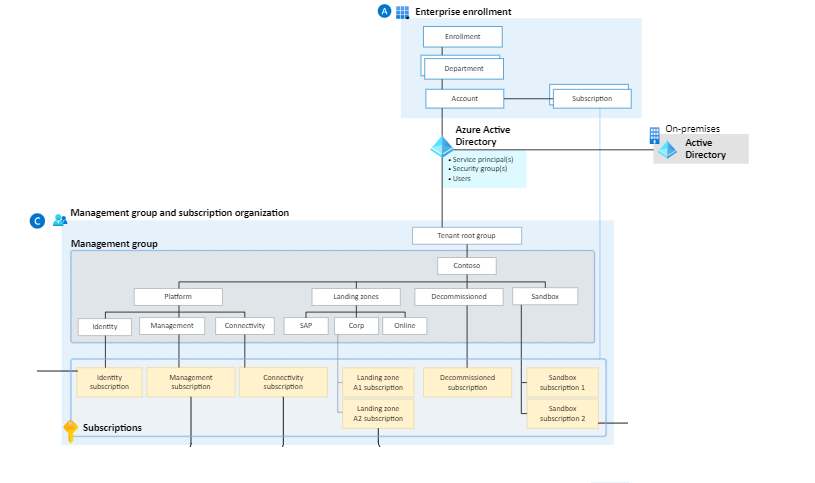 A
Enterprise enrollment
Enrollment
Department
Account
Subscription
Azure Active
Directory
• Service principal(s)
• Security group(s)
• Users
On-premises
Active
Directory
C
Management group and subscription organization
Management group
Tenant root group
Contoso
Platform
Landing zones
Decommissioned
Sandbox
Identity
Management
Connectivity
SAP
Corp
Online
Identity
subscription
Management
subscription
Connectivity
subscription
Landing zone
A1 subscription
Decommissioned
subscription
Sandbox
subscription 1
Landing zone
A2 subscription
Sandbox
subscription 2
Subscriptions